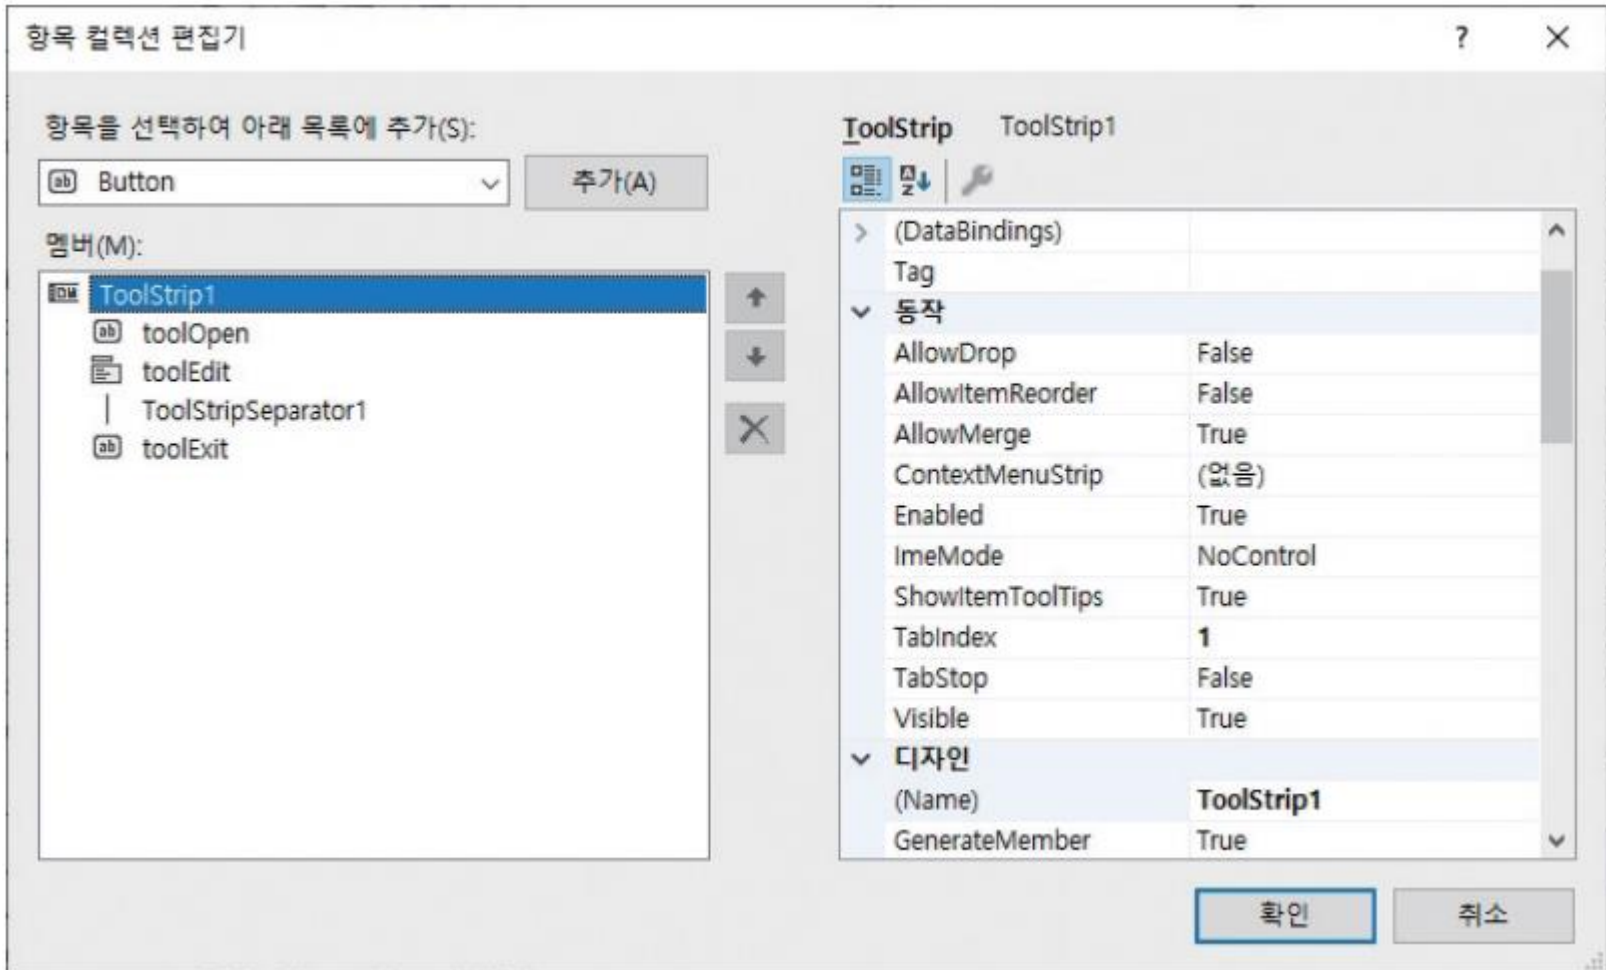 항목 컬렉션 편집기
항목을 선택하여 아래 목록에 추가(S):
Button
추가(A)
멤버(M):
ToolStrip1
toolOpen
toolEdit
ToolStripSeparator1
toolExit
ToolStrip ToolStrip1
(DataBindings)
Tag
동작
AllowDrop False
AllowItemReorder False
AllowMerge True
ContextMenuStrip (없음)
Enabled True
ImeMode NoControl
ShowItemToolTips True
TabIndex 1
TabStop False
Visible True
디자인
(Name) ToolStrip1
GenerateMember True
확인 취소